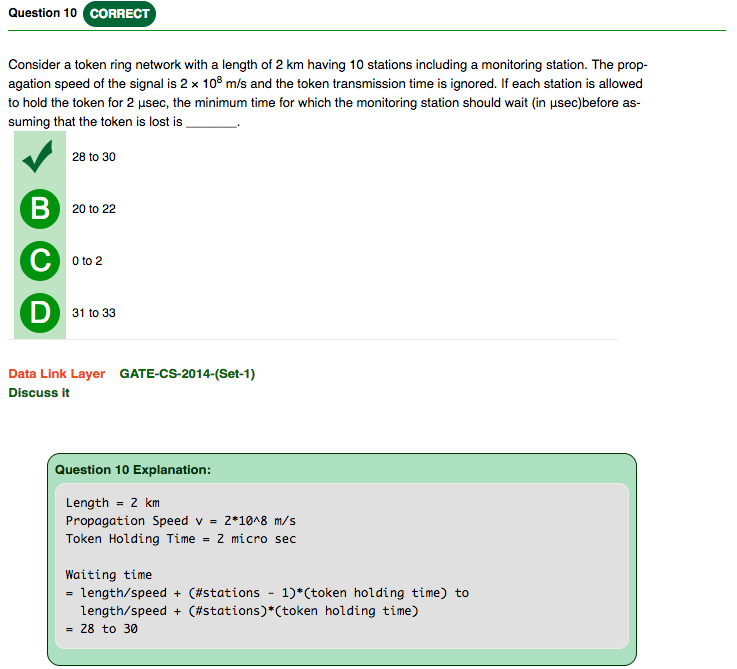 Question 10 CORRECT
Consider a token ring network with a length of 2 km having 10 stations including a monitoring station. The prop-
agation speed of the signal is 2 × 10⁸ m/s and the token transmission time is ignored. If each station is allowed
to hold the token for 2 µsec, the minimum time for which the monitoring station should wait (in µsec)before as-
suming that the token is lost is _______.
28 to 30
B 20 to 22
C 0 to 2
D 31 to 33
Data Link Layer GATE-CS-2014-(Set-1)
Discuss it
Question 10 Explanation:
Length = 2 km
Propagation Speed v = 2*10^8 m/s
Token Holding Time = 2 micro sec
Waiting time
= length/speed + (#stations - 1)*(token holding time) to
length/speed + (#stations)*(token holding time)
= 28 to 30